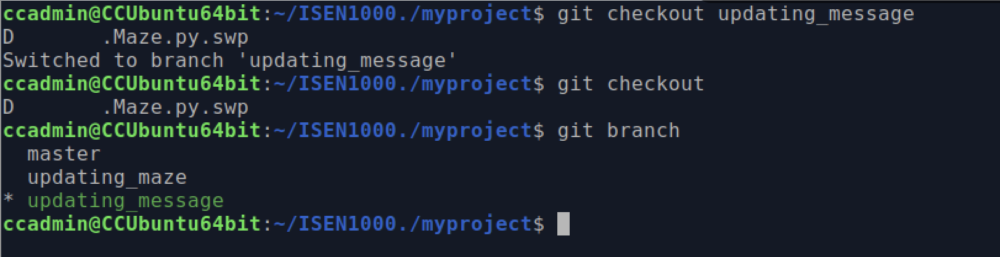 ccadmin@CCUbuntu64bit:~/ISEN1000./myproject$ git checkout updating_message
D       .Maze.py.swp
Switched to branch 'updating_message'
ccadmin@CCUbuntu64bit:~/ISEN1000./myproject$ git checkout
D       .Maze.py.swp
ccadmin@CCUbuntu64bit:~/ISEN1000./myproject$ git branch
  master
  updating_maze
* updating_message
ccadmin@CCUbuntu64bit:~/ISEN1000./myproject$